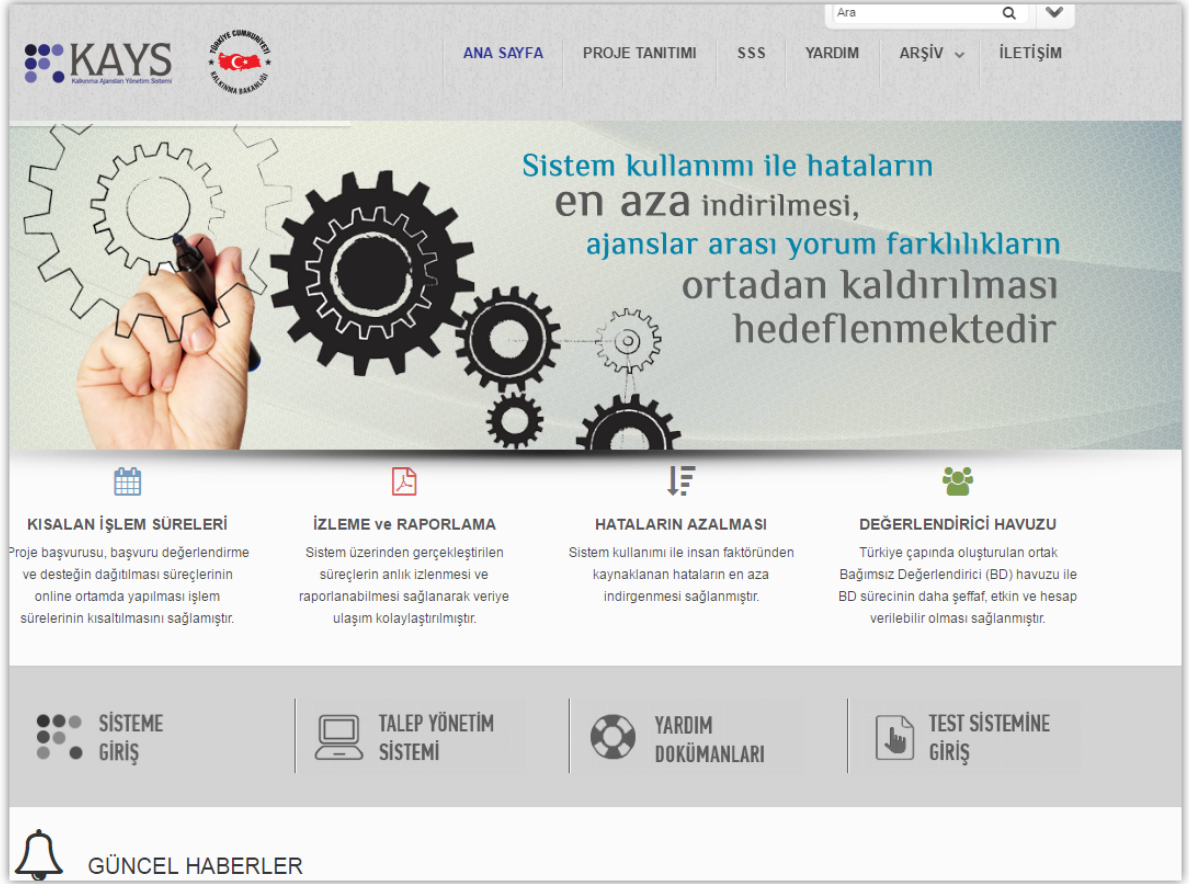 Ara
KAYS
Kalkınma Ajansları Yönetim Sistemi
TÜRKİYE CUMHURİYETİ
KALKINMA BAKANLIĞI
ANA SAYFA
PROJE TANITIMI
SSS
YARDIM
ARŞİV
İLETİŞİM
Sistem kullanımı ile hataların
en aza indirilmesi,
ajanslar arası yorum farklılıkların
ortadan kaldırılması
hedeflenmektedir
KISALAN İŞLEM SÜRELERİ
Proje başvurusu, başvuru değerlendirme
ve desteğin dağıtılması süreçlerinin
online ortamda yapılması işlem
sürelerinin kısaltılmasını sağlamıştır.
İZLEME ve RAPORLAMA
Sistem üzerinden gerçekleştirilen
süreçlerin anlık izlenmesi ve
raporlanabilmesi sağlanarak veriye
ulaşım kolaylaştırılmıştır.
HATALARIN AZALMASI
Sistem kullanımı ile insan faktöründen
kaynaklanan hataların en aza
indirgenmesi sağlanmıştır.
DEĞERLENDİRİCİ HAVUZU
Türkiye çapında oluşturulan ortak
Bağımsız Değerlendirici (BD) havuzu ile
BD sürecinin daha şeffaf, etkin ve hesap
verilebilir olması sağlanmıştır.
SİSTEME
GİRİŞ
TALEP YÖNETİM
SİSTEMİ
YARDIM
DOKÜMANLARI
TEST SİSTEMİNE
GİRİŞ
GÜNCEL HABERLER